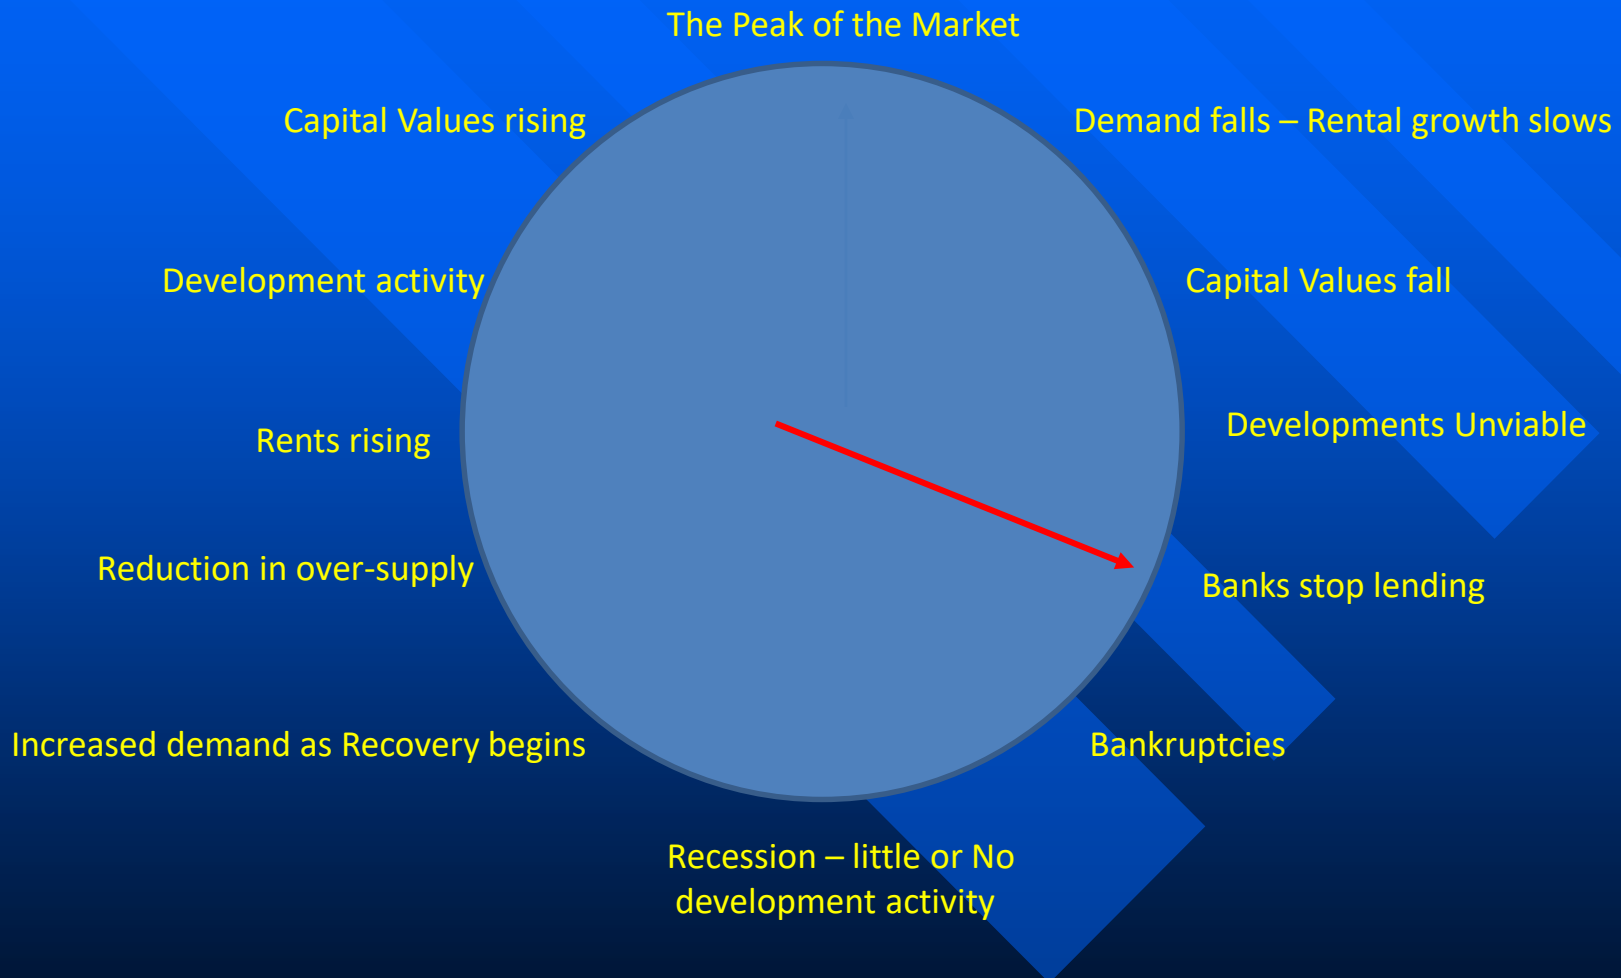 The Peak of the Market
Capital Values rising
Demand falls – Rental growth slows
Development activity
Capital Values fall
Rents rising
Developments Unviable
Reduction in over-supply
Banks stop lending
Increased demand as Recovery begins
Bankruptcies
Recession – little or No
development activity